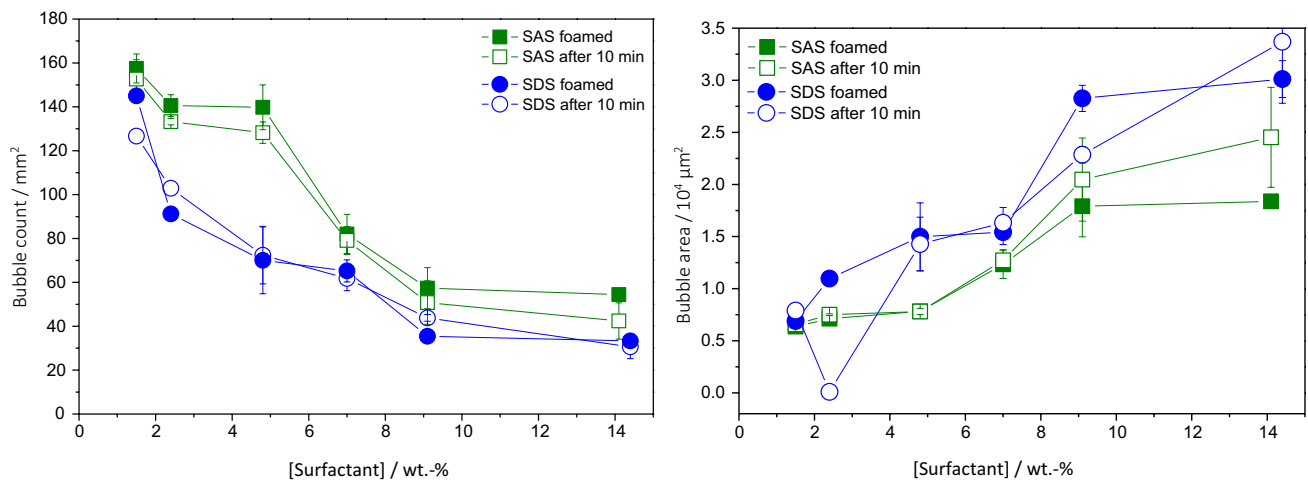 180
160
140
120
100
80
60
40
20
0
Bubble count / mm²
0 2 4 6 8 10 12 14
[Surfactant] / wt.-%
SAS foamed
SAS after 10 min
SDS foamed
SDS after 10 min
3.5
3.0
2.5
2.0
1.5
1.0
0.5
0.0
Bubble area / 10⁴ µm²
0 2 4 6 8 10 12 14
[Surfactant] / wt.-%
SAS foamed
SAS after 10 min
SDS foamed
SDS after 10 min